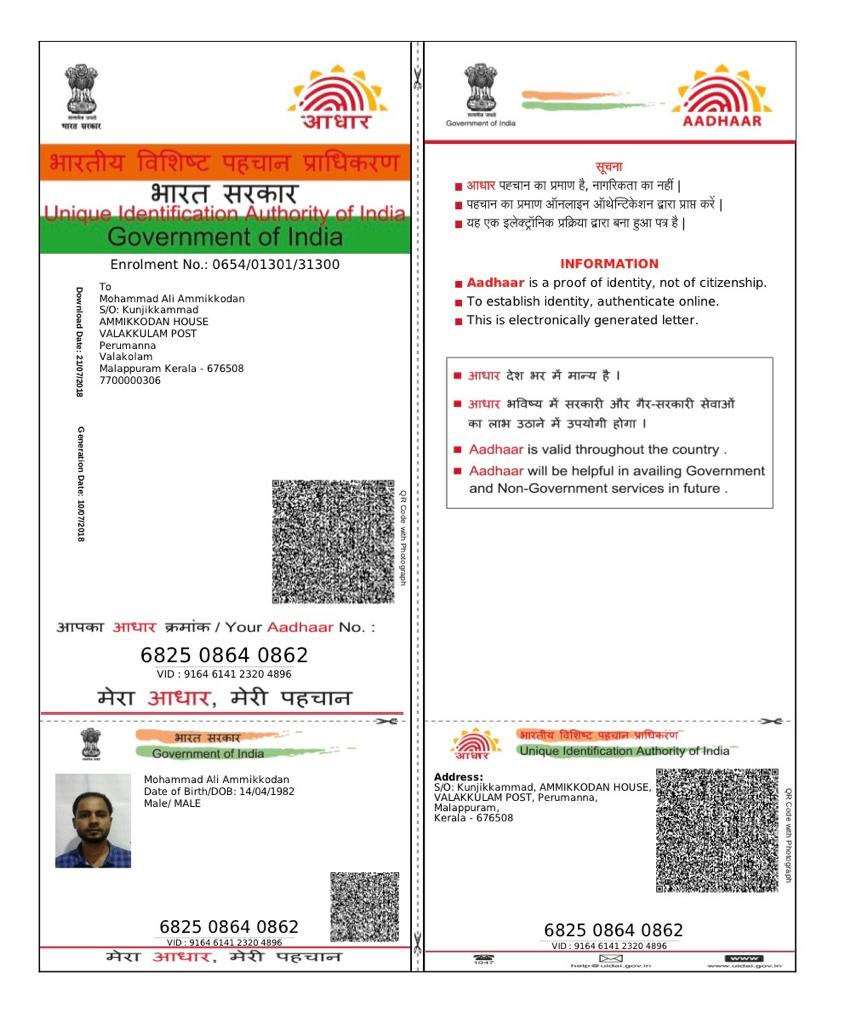 सत्यमेव जयते
भारत सरकार
आधार
भारतीय विशिष्ट पहचान प्राधिकरण
भारत सरकार
Unique Identification Authority of India
Government of India
Enrolment No.: 0654/01301/31300
Download Date: 21/07/2018
Generation Date: 10/07/2018
To
Mohammad Ali Ammikkodan
S/O: Kunjikkammad
AMMIKKODAN HOUSE
VALAKKULAM POST
Perumanna
Valakolam
Malappuram Kerala - 676508
7700000306
QR Code with Photograph
आपका आधार क्रमांक / Your Aadhaar No. :
6825 0864 0862
VID : 9164 6141 2320 4896
मेरा आधार, मेरी पहचान
भारत सरकार
Government of India
Mohammad Ali Ammikkodan
Date of Birth/DOB: 14/04/1982
Male/ MALE
6825 0864 0862
VID : 9164 6141 2320 4896
मेरा आधार, मेरी पहचान
सत्यमेव जयते
Government of India
AADHAAR
सूचना
आधार पहचान का प्रमाण है, नागरिकता का नहीं |
पहचान का प्रमाण ऑनलाइन ऑथेन्टिकेशन द्वारा प्राप्त करें |
यह एक इलेक्ट्रॉनिक प्रक्रिया द्वारा बना हुआ पत्र है |
INFORMATION
Aadhaar is a proof of identity, not of citizenship.
To establish identity, authenticate online.
This is electronically generated letter.
आधार देश भर में मान्य है ।
आधार भविष्य में सरकारी और गैर-सरकारी सेवाओं
का लाभ उठाने में उपयोगी होगा ।
Aadhaar is valid throughout the country .
Aadhaar will be helpful in availing Government
and Non-Government services in future .
आधार
भारतीय विशिष्ट पहचान प्राधिकरण
Unique Identification Authority of India
Address:
S/O: Kunjikkammad, AMMIKKODAN HOUSE,
VALAKKULAM POST, Perumanna,
Malappuram,
Kerala - 676508
QR Code with Photograph
6825 0864 0862
VID : 9164 6141 2320 4896
1947
help@uidai.gov.in
www
www.uidai.gov.in